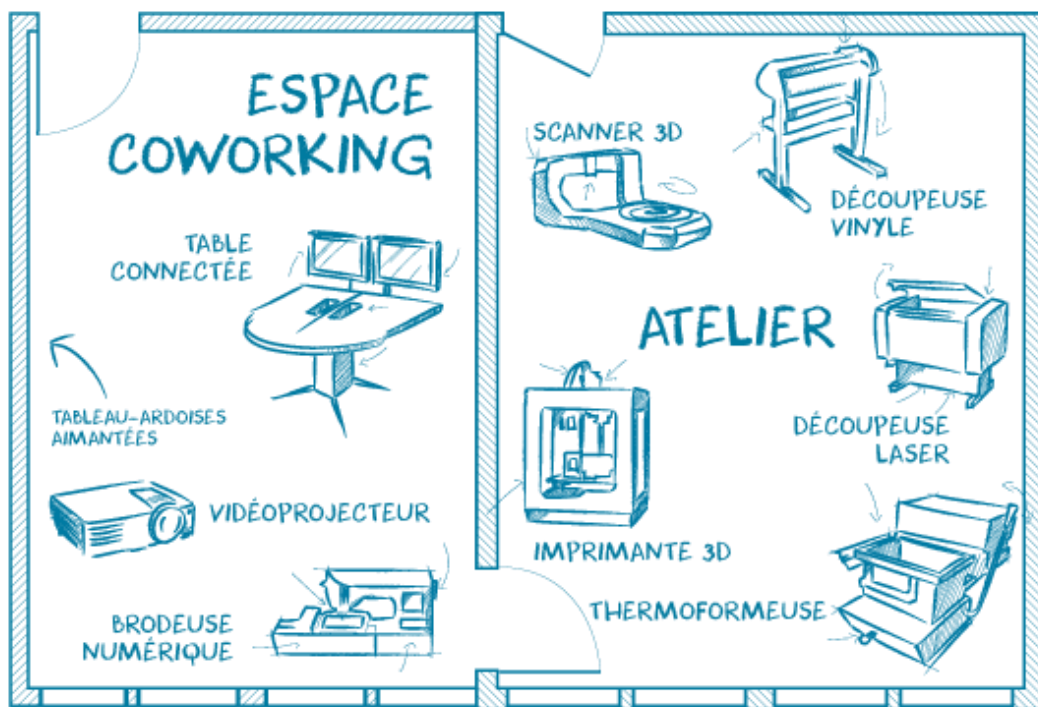 ESPACE
COWORKING
TABLE
CONNECTÉE
TABLEAU-ARDOISES
AIMANTÉES
VIDÉOPROJECTEUR
BRODEUSE
NUMÉRIQUE
SCANNER 3D
DÉCOUPEUSE
VINYLE
ATELIER
DÉCOUPEUSE
LASER
IMPRIMANTE 3D
THERMOFORMEUSE